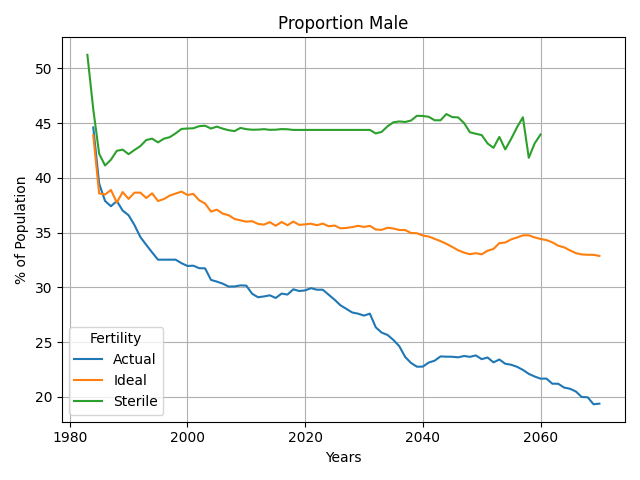 Proportion Male
% of Population
50
45
40
35
30
25
20
Fertility
Actual
Ideal
Sterile
1980
2000
2020
2040
2060
Years